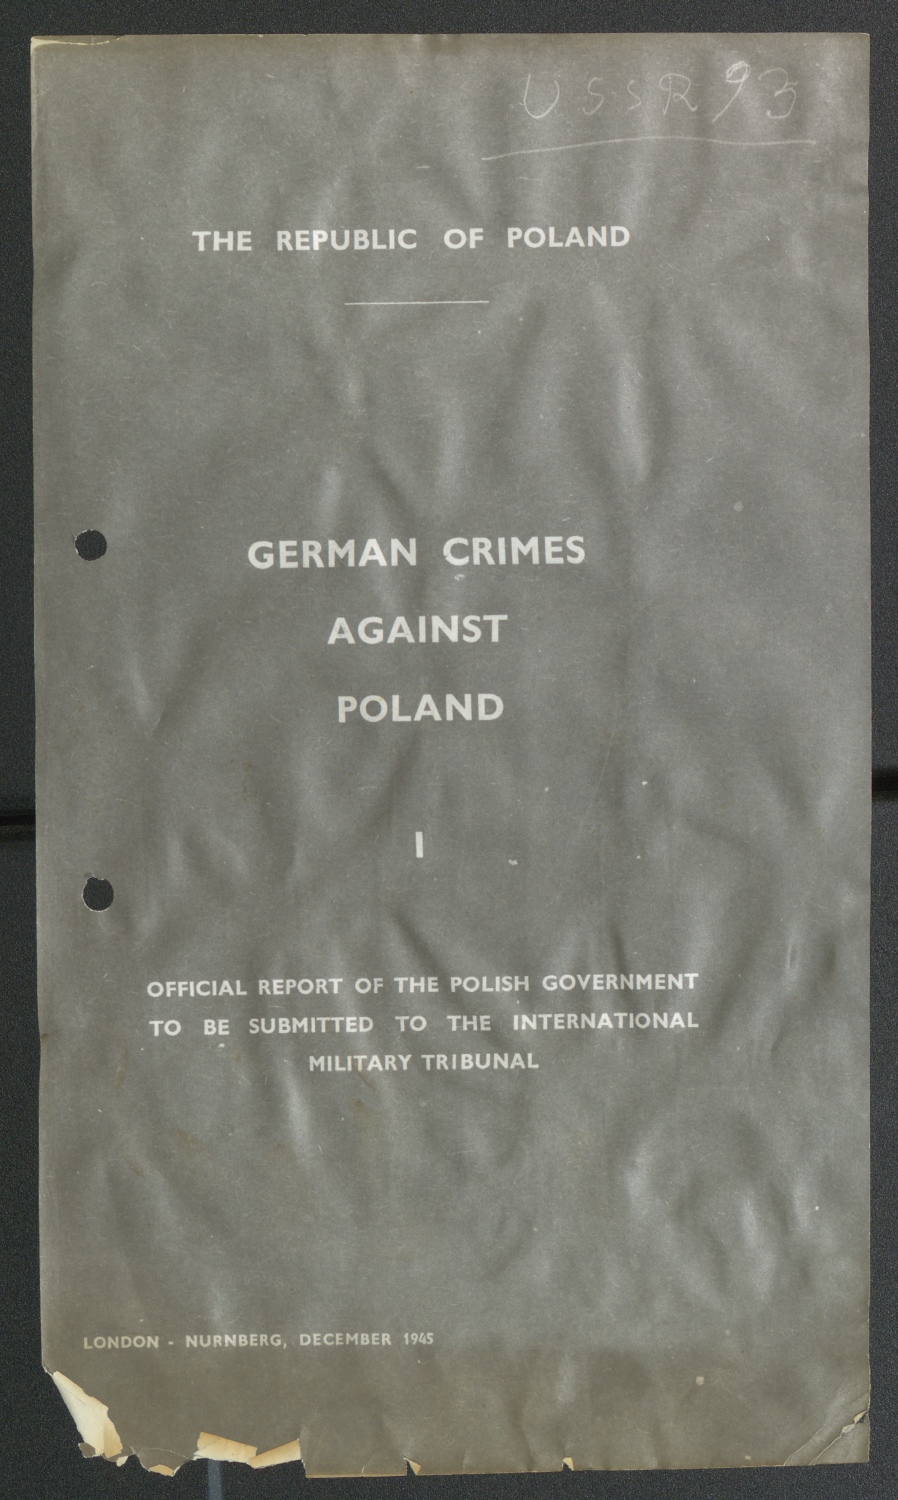 USSR 93
THE REPUBLIC OF POLAND
GERMAN CRIMES
AGAINST
POLAND
I
OFFICIAL REPORT OF THE POLISH GOVERNMENT
TO BE SUBMITTED TO THE INTERNATIONAL
MILITARY TRIBUNAL
LONDON - NURNBERG, DECEMBER 1945